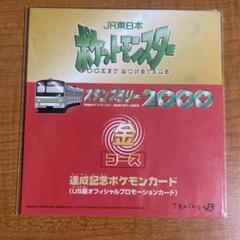 JR東日本
ポケットモンスター
POCKET MONSTERS
スタンプラリー2000
金
コース
達成記念ポケモンカード
(US版オフィシャルプロモーションカード)
TRAING JR